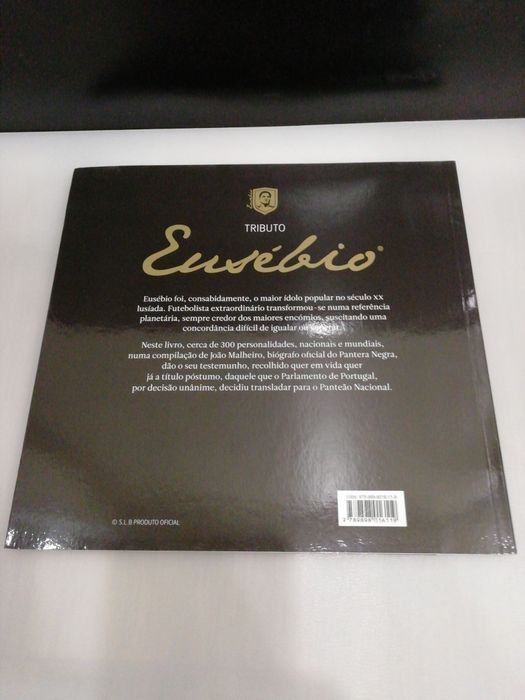 TRIBUTO
Eusébio
Eusébio foi, consabidamente, o maior ídolo popular no século XX
lusíada. Futebolista extraordinário transformou-se numa referência
planetária, sempre credor dos maiores encómios, suscitando uma
concordância difícil de igualar ou superar.
Neste livro, cerca de 300 personalidades, nacionais e mundiais,
numa compilação de João Malheiro, biógrafo oficial do Pantera Negra,
dão o seu testemunho, recolhido quer em vida quer
já a título póstumo, daquele que o Parlamento de Portugal,
por decisão unânime, decidiu transladar para o Panteão Nacional.
© S.L.B PRODUTO OFICIAL